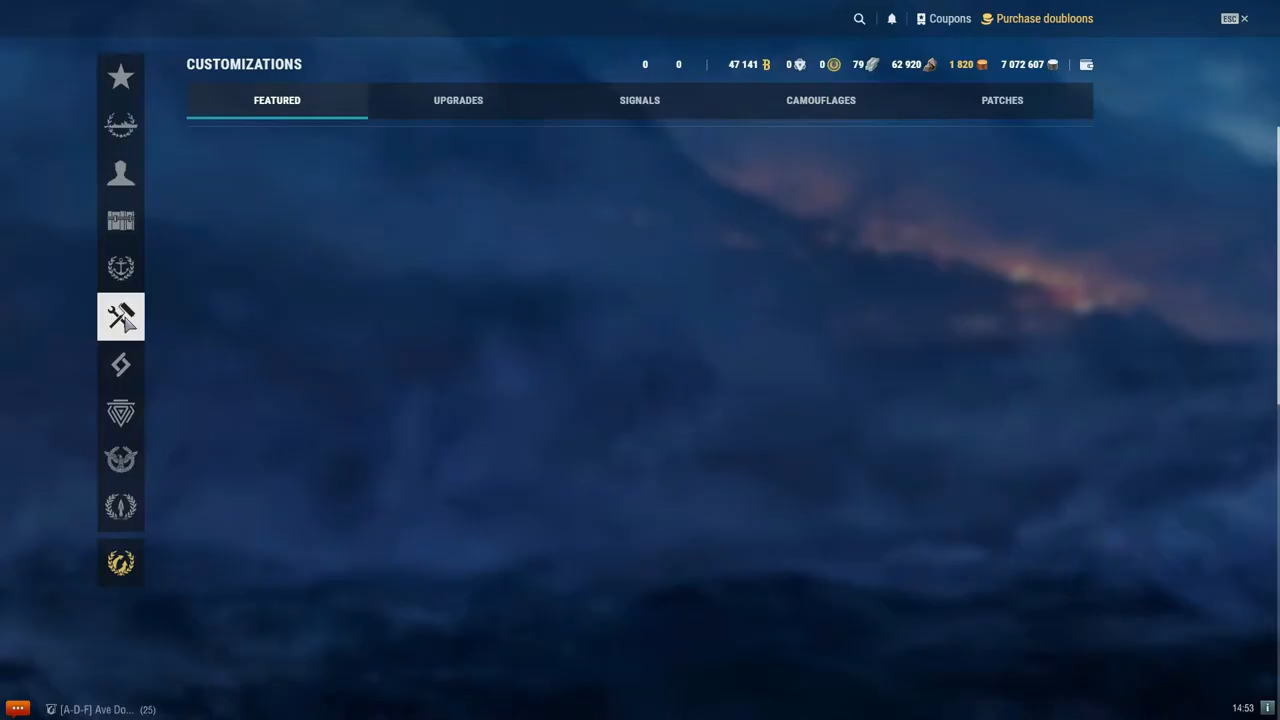 Coupons Purchase doubloons ESC ×
CUSTOMIZATIONS 0 0 47 141 0 0 79 62 920 1 820 7 072 607
FEATURED UPGRADES SIGNALS CAMOUFLAGES PATCHES
[A-D-F] Ave Do... (25) 14:53